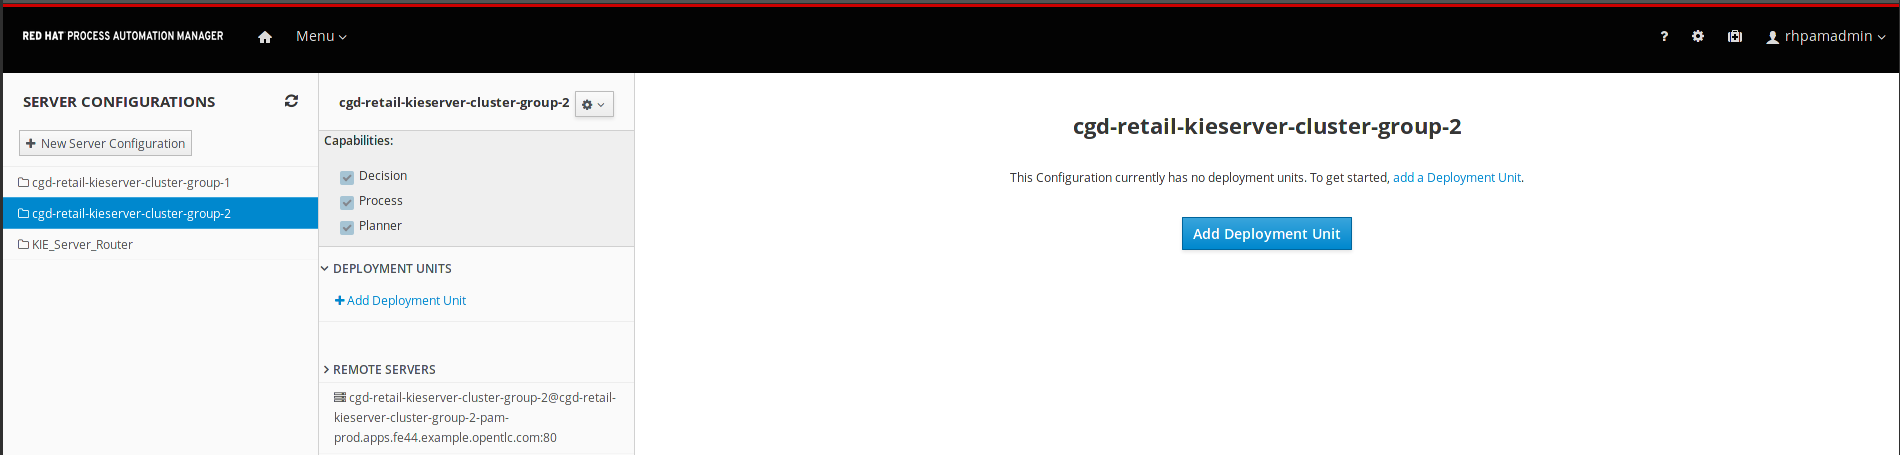 RED HAT PROCESS AUTOMATION MANAGER
Menu
?
rhpamadmin
SERVER CONFIGURATIONS
+ New Server Configuration
cgd-retail-kieserver-cluster-group-1
cgd-retail-kieserver-cluster-group-2
KIE_Server_Router
cgd-retail-kieserver-cluster-group-2
Capabilities:
Decision
Process
Planner
DEPLOYMENT UNITS
+ Add Deployment Unit
REMOTE SERVERS
cgd-retail-kieserver-cluster-group-2@cgd-retail-
kieserver-cluster-group-2-pam-
prod.apps.fe44.example.opentlc.com:80
cgd-retail-kieserver-cluster-group-2
This Configuration currently has no deployment units. To get started, add a Deployment Unit.
Add Deployment Unit